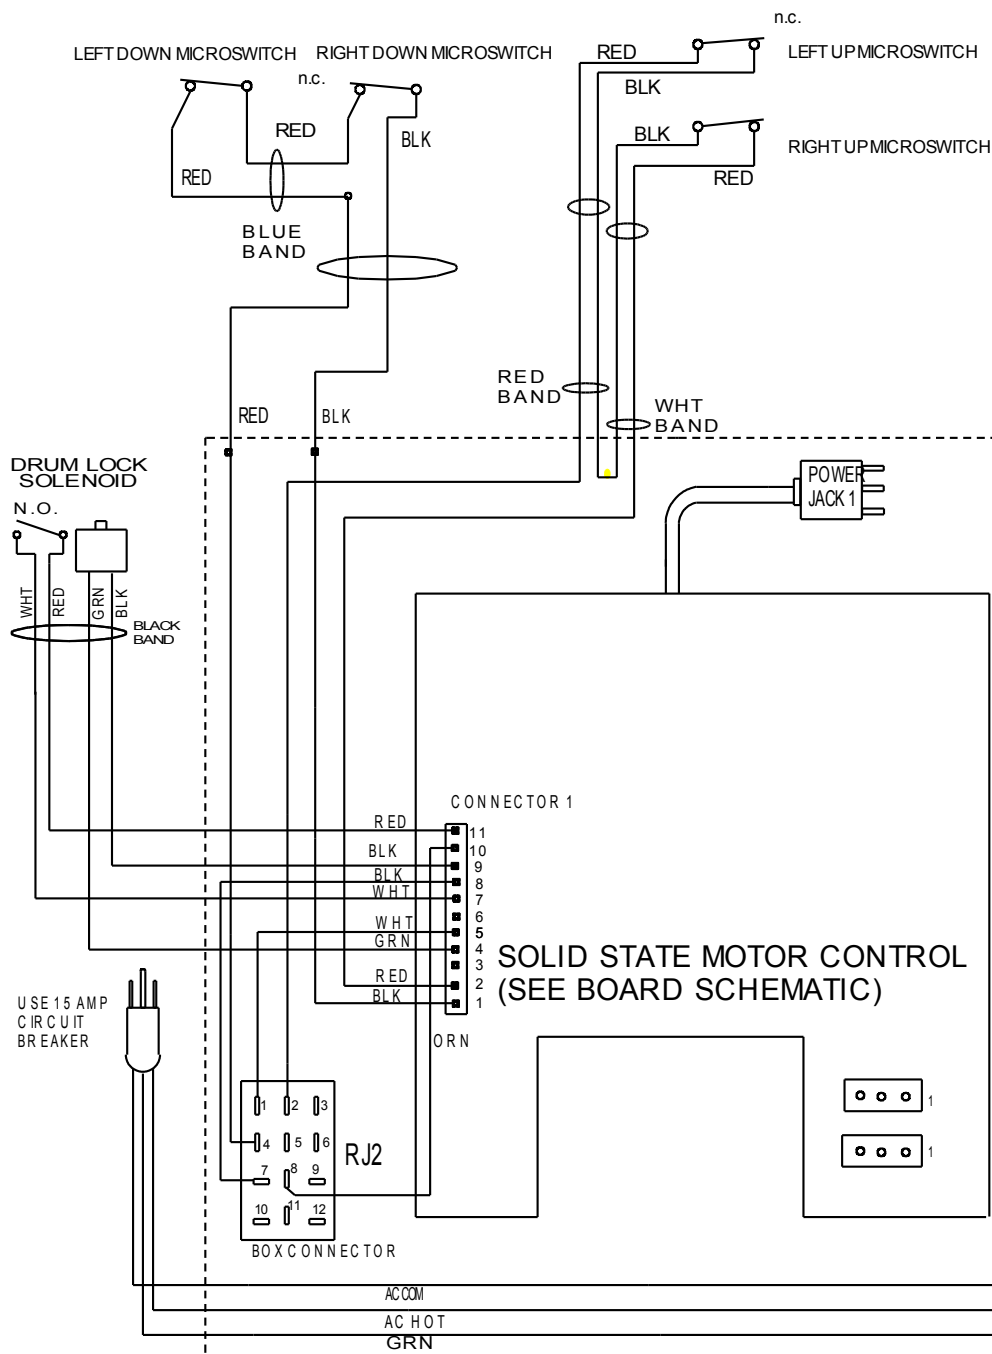 n.c.
LEFT DOWN MICROSWITCH
RIGHT DOWN MICROSWITCH
RED
LEFT UP MICROSWITCH
n.c.
BLK
RED
BLK
BLK
RIGHT UP MICROSWITCH
RED
RED
BLUE
BAND
RED
BAND
WHT
BAND
RED
BLK
DRUM LOCK
SOLENOID
N.O.
POWER
JACK 1
WHT
RED
GRN
BLK
BLACK
BAND
CONNECTOR 1
RED
11
10
BLK
9
BLK
8
WHT
7
6
WHT
5
GRN
4
3
RED
2
BLK
1
SOLID STATE MOTOR CONTROL
(SEE BOARD SCHEMATIC)
USE 15 AMP
CIRCUIT
BREAKER
ORN
1
2
3
4
5
6
RJ2
7
8
9
10
11
12
1
1
BOX CONNECTOR
AC COM
AC HOT
GRN